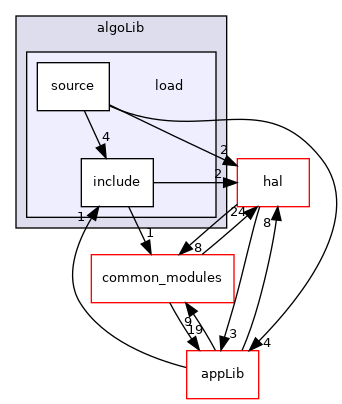 algoLib
source
load
4
2
include
2
hal
1
1
24
8
8
common_modules
9
19
3
4
appLib